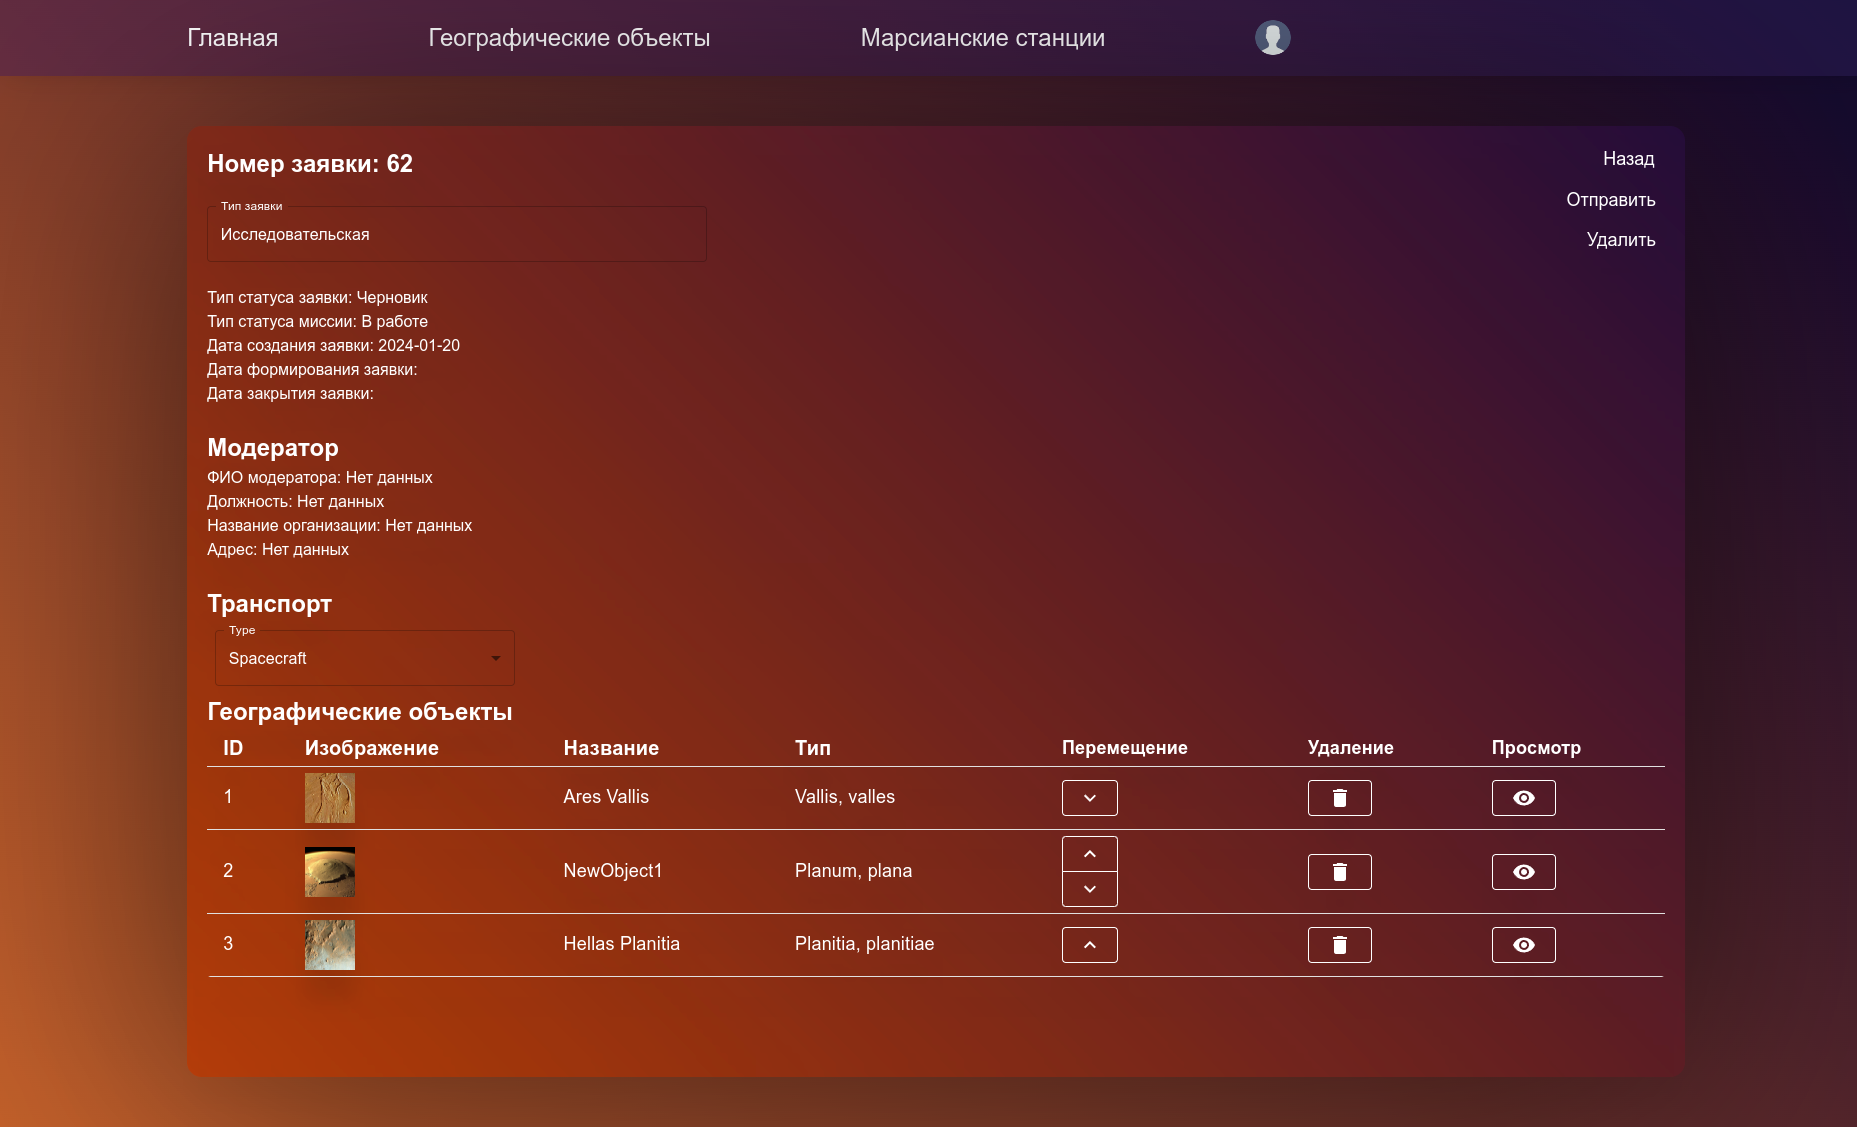 Главная Географические объекты Марсианские станции
Номер заявки: 62
Назад
Отправить
Удалить
Тип заявки
Исследовательская
Тип статуса заявки: Черновик
Тип статуса миссии: В работе
Дата создания заявки: 2024-01-20
Дата формирования заявки:
Дата закрытия заявки:
Модератор
ФИО модератора: Нет данных
Должность: Нет данных
Название организации: Нет данных
Адрес: Нет данных
Транспорт
Type
Spacecraft
Географические объекты
ID Изображение Название Тип Перемещение Удаление Просмотр
1 Ares Vallis Vallis, valles
2 NewObject1 Planum, plana
3 Hellas Planitia Planitia, planitiae